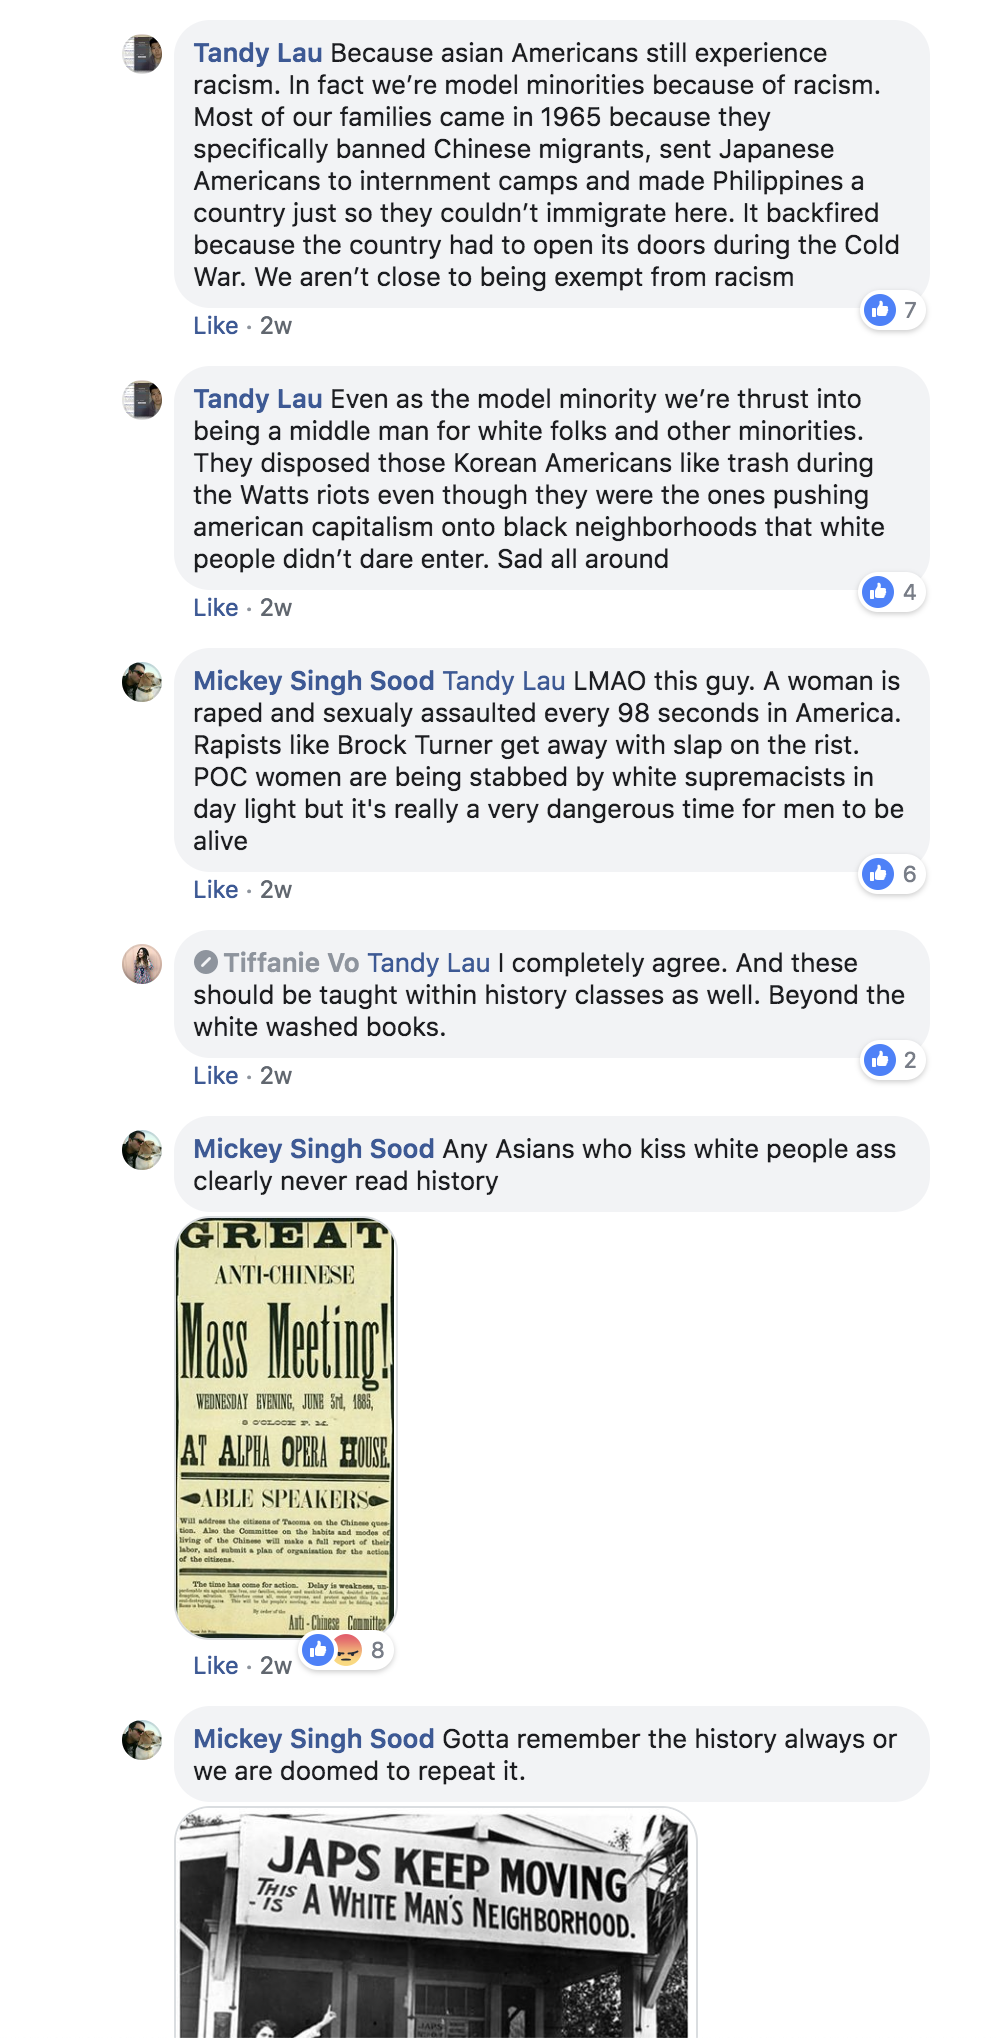 Tandy Lau Because asian Americans still experience
racism. In fact we're model minorities because of racism.
Most of our families came in 1965 because they
specifically banned Chinese migrants, sent Japanese
Americans to internment camps and made Philippines a
country just so they couldn't immigrate here. It backfired
because the country had to open its doors during the Cold
War. We aren't close to being exempt from racism
7
Like · 2w
Tandy Lau Even as the model minority we're thrust into
being a middle man for white folks and other minorities.
They disposed those Korean Americans like trash during
the Watts riots even though they were the ones pushing
american capitalism onto black neighborhoods that white
people didn't dare enter. Sad all around
4
Like · 2w
Mickey Singh Sood Tandy Lau LMAO this guy. A woman is
raped and sexualy assaulted every 98 seconds in America.
Rapists like Brock Turner get away with slap on the rist.
POC women are being stabbed by white supremacists in
day light but it's really a very dangerous time for men to be
alive
6
Like · 2w
Tiffanie Vo Tandy Lau I completely agree. And these
should be taught within history classes as well. Beyond the
white washed books.
2
Like · 2w
Mickey Singh Sood Any Asians who kiss white people ass
clearly never read history
GREAT
ANTI-CHINESE
Mass Meeting!
WEDNESDAY EVENING, JUNE 3rd, 1885,
8 O'CLOCK P. M.
AT ALPHA OPERA HOUSE.
ABLE SPEAKERS
Will address the citizens of Tacoma on the Chinese ques-
tion. Also the Committee on the habits and modes of
living of the Chinese will make a full report of their
labor, and submit a plan of organization for the action
of the citizens.
The time has come for action. Delay is weakness, un-
By order of the
Anti-Chinese Committee
8
Like · 2w
Mickey Singh Sood Gotta remember the history always or
we are doomed to repeat it.
JAPS KEEP MOVING
THIS
-IS A WHITE MAN'S NEIGHBORHOOD.
JAPS